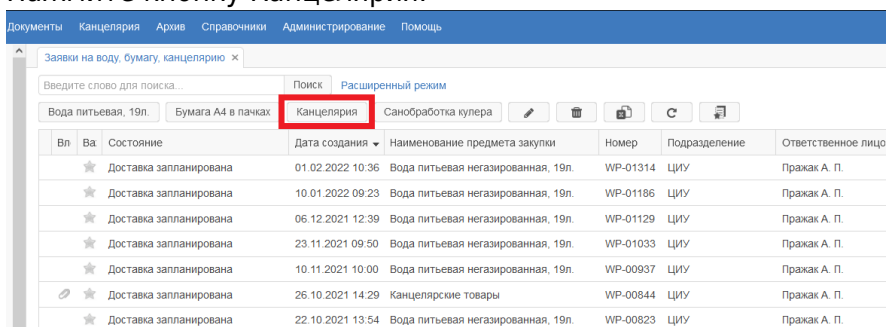 Документы Канцелярия Архив Справочники Администрирование Помощь
Заявки на воду, бумагу, канцелярию ×
Введите слово для поиска... Поиск Расширенный режим
Вода питьевая, 19л. Бумага А4 в пачках Канцелярия Санобработка кулера
Вл Ва: Состояние Дата создания Наименование предмета закупки Номер Подразделение Ответственное лицо
Доставка запланирована 01.02.2022 10:36 Вода питьевая негазированная, 19л. WP-01314 ЦИУ Пражак А. П.
Доставка запланирована 10.01.2022 09:23 Вода питьевая негазированная, 19л. WP-01186 ЦИУ Пражак А. П.
Доставка запланирована 06.12.2021 12:39 Вода питьевая негазированная, 19л. WP-01129 ЦИУ Пражак А. П.
Доставка запланирована 23.11.2021 09:50 Вода питьевая негазированная, 19л. WP-01033 ЦИУ Пражак А. П.
Доставка запланирована 10.11.2021 10:00 Вода питьевая негазированная, 19л. WP-00937 ЦИУ Пражак А. П.
Доставка запланирована 26.10.2021 14:29 Канцелярские товары WP-00844 ЦИУ Пражак А. П.
Доставка запланирована 22.10.2021 13:54 Вода питьевая негазированная, 19л. WP-00823 ЦИУ Пражак А. П.